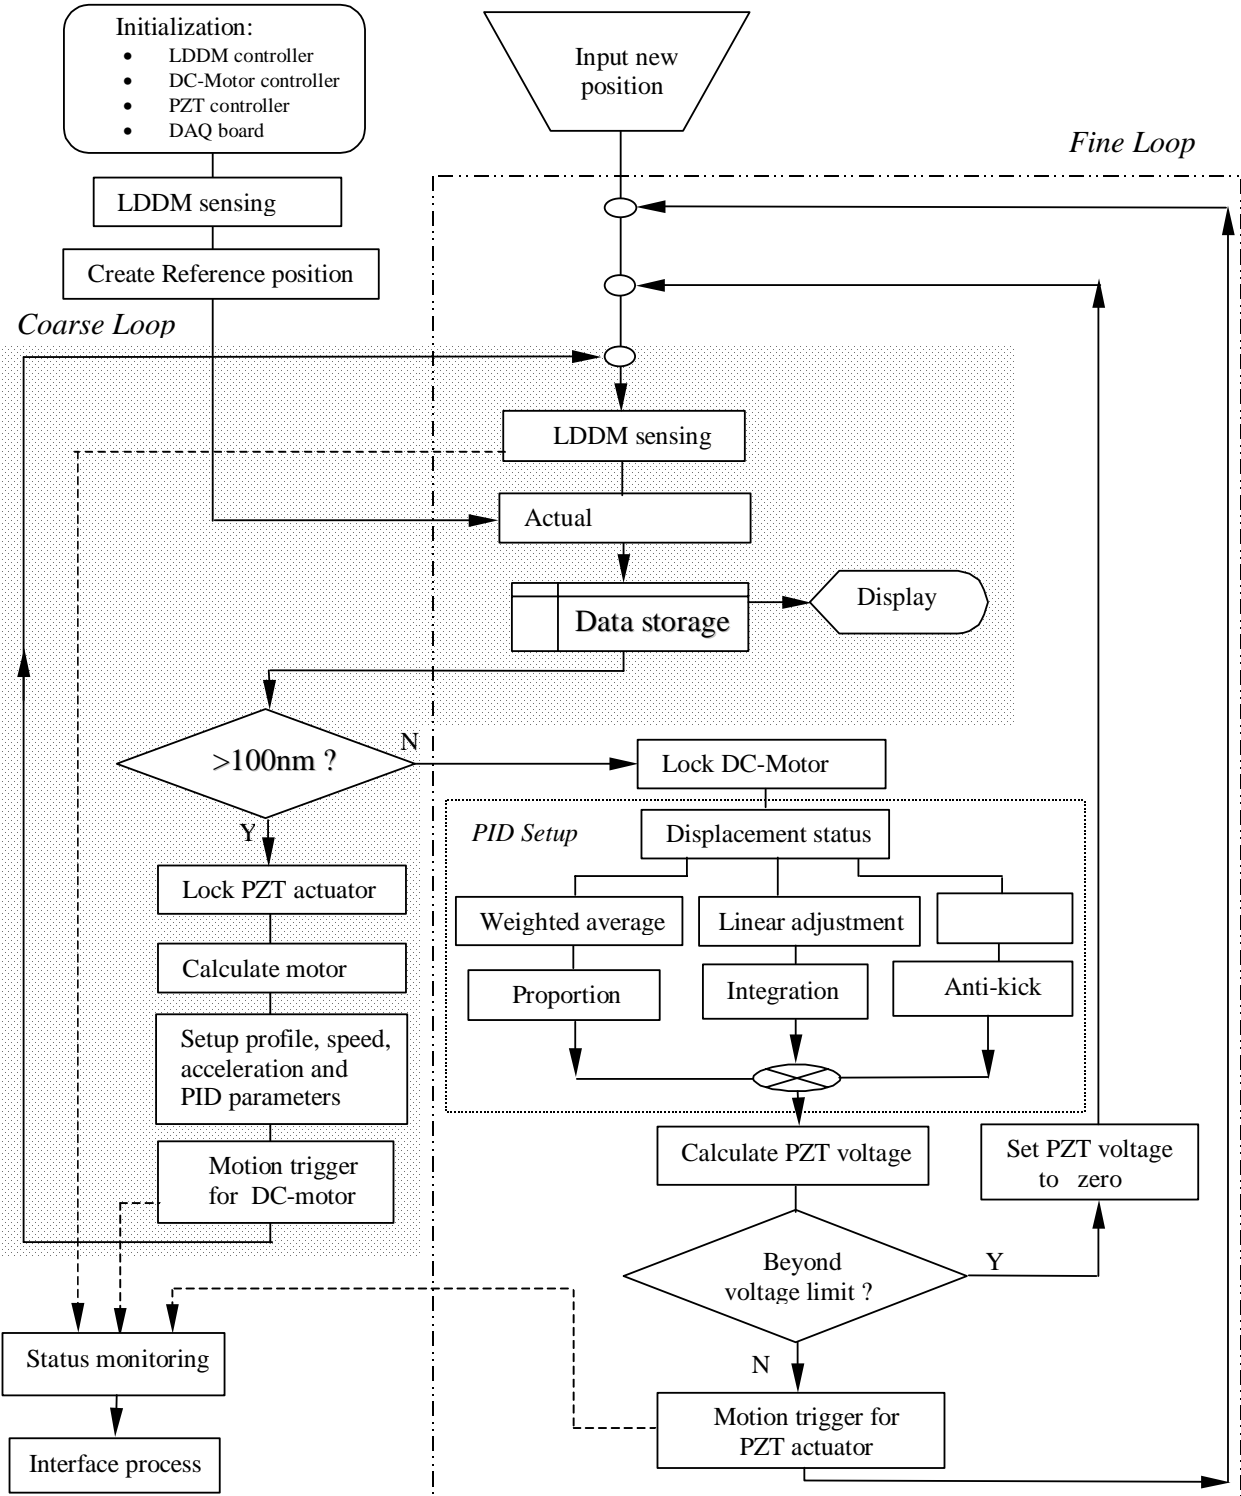 Initialization:
• LDDM controller
• DC-Motor controller
• PZT controller
• DAQ board
Input new
position
Fine Loop
LDDM sensing
Create Reference position
Coarse Loop
LDDM sensing
Actual
Data storage
Display
>100nm ?
N
Y
Lock DC-Motor
PID Setup
Displacement status
Lock PZT actuator
Weighted average
Linear adjustment
Calculate motor
Proportion
Integration
Anti-kick
Setup profile, speed,
acceleration and
PID parameters
Motion trigger
for DC-motor
Calculate PZT voltage
Set PZT voltage
to zero
Beyond
voltage limit ?
Y
N
Status monitoring
Motion trigger for
PZT actuator
Interface process